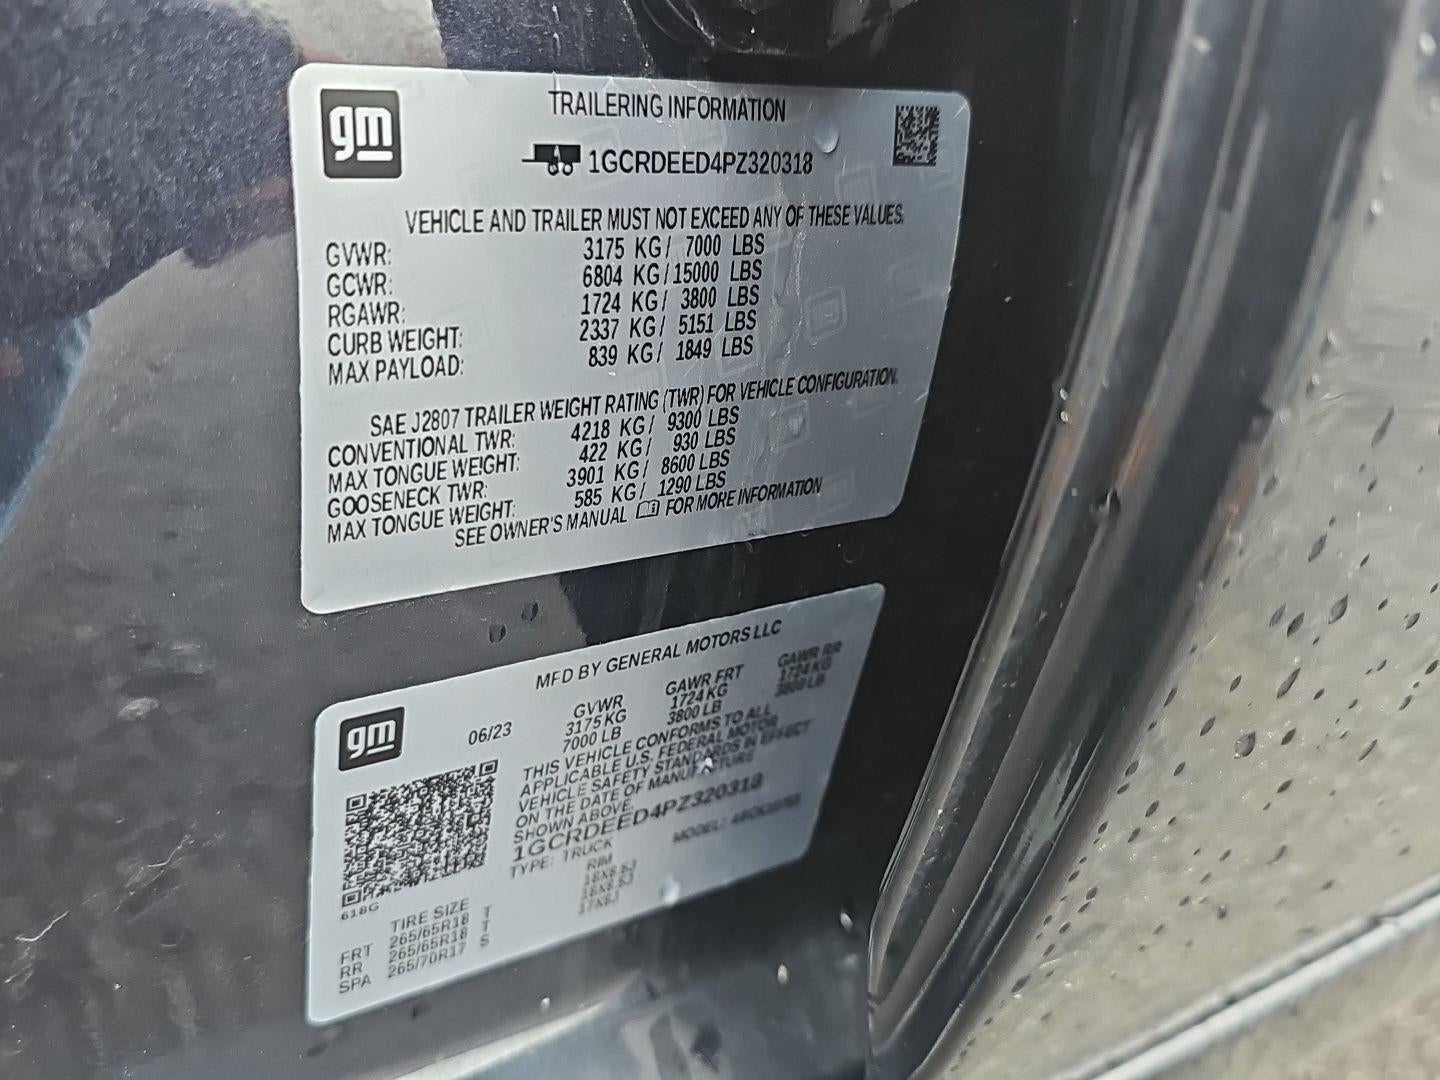 gm
TRAILERING INFORMATION
1GCRDEED4PZ320318
VEHICLE AND TRAILER MUST NOT EXCEED ANY OF THESE VALUES.
GVWR: 3175 KG/ 7000 LBS
GCWR: 6804 KG/15000 LBS
RGAWR: 1724 KG/ 3800 LBS
CURB WEIGHT: 2337 KG/ 5151 LBS
MAX PAYLOAD: 839 KG/ 1849 LBS
SAE J2807 TRAILER WEIGHT RATING (TWR) FOR VEHICLE CONFIGURATION.
CONVENTIONAL TWR: 4218 KG/ 9300 LBS
MAX TONGUE WEIGHT: 422 KG/ 930 LBS
GOOSENECK TWR: 3901 KG/ 8600 LBS
MAX TONGUE WEIGHT: 585 KG/ 1290 LBS
SEE OWNER'S MANUAL FOR MORE INFORMATION
MFD BY GENERAL MOTORS LLC
gm
06/23
GVWR GAWR FRT GAWR RR
3175KG 1724KG 1724KG
7000 LB 3800LB 3800LB
THIS VEHICLE CONFORMS TO ALL
APPLICABLE U.S. FEDERAL MOTOR
VEHICLE SAFETY STANDARDS IN EFFECT
ON THE DATE OF MANUFACTURE
SHOWN ABOVE.
1GCRDEED4PZ320318
TYPE: TRUCK MODEL:
618G
TIRE SIZE RIM
FRT 265/65R18 T 18X8.5J
RR 265/65R18 T 18X8.5J
SPA 265/70R17 S 17X8J